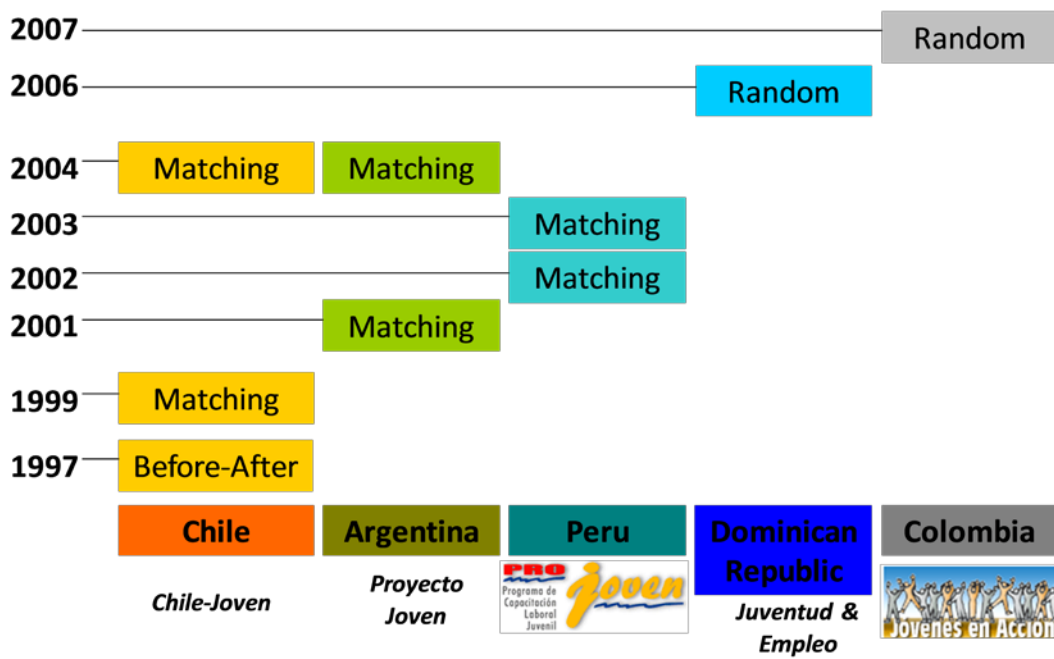 2007
Random
2006
Random
2004
Matching
Matching
2003
Matching
2002
Matching
2001
Matching
1999
Matching
1997
Before-After
Chile
Argentina
Peru
Dominican
Republic
Colombia
Chile-Joven
Proyecto
Joven
PRO
joven
Programa de
Capacitación
Laboral
Juvenil
Juventud &
Empleo
Jóvenes en Acción